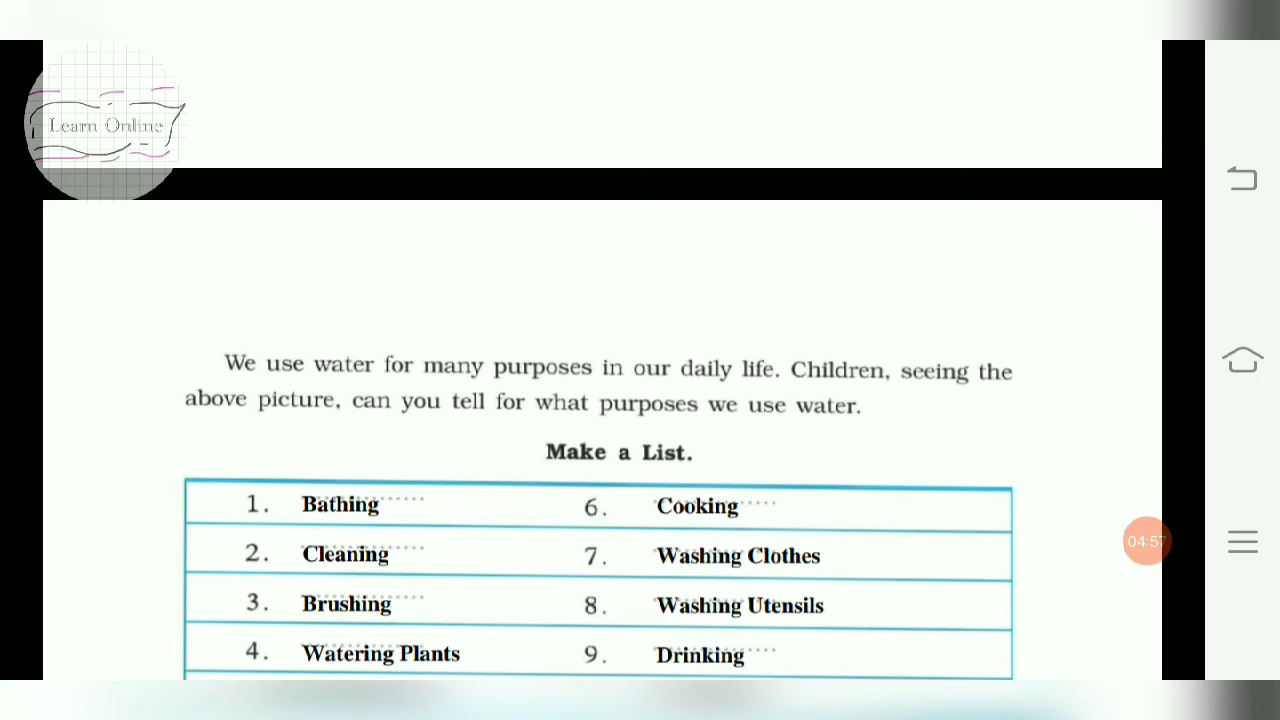 Learn Online
We use water for many purposes in our daily life. Children, seeing the
above picture, can you tell for what purposes we use water.
Make a List.
1. Bathing 6. Cooking
2. Cleaning 7. Washing Clothes
3. Brushing 8. Washing Utensils
4. Watering Plants 9. Drinking
04:57